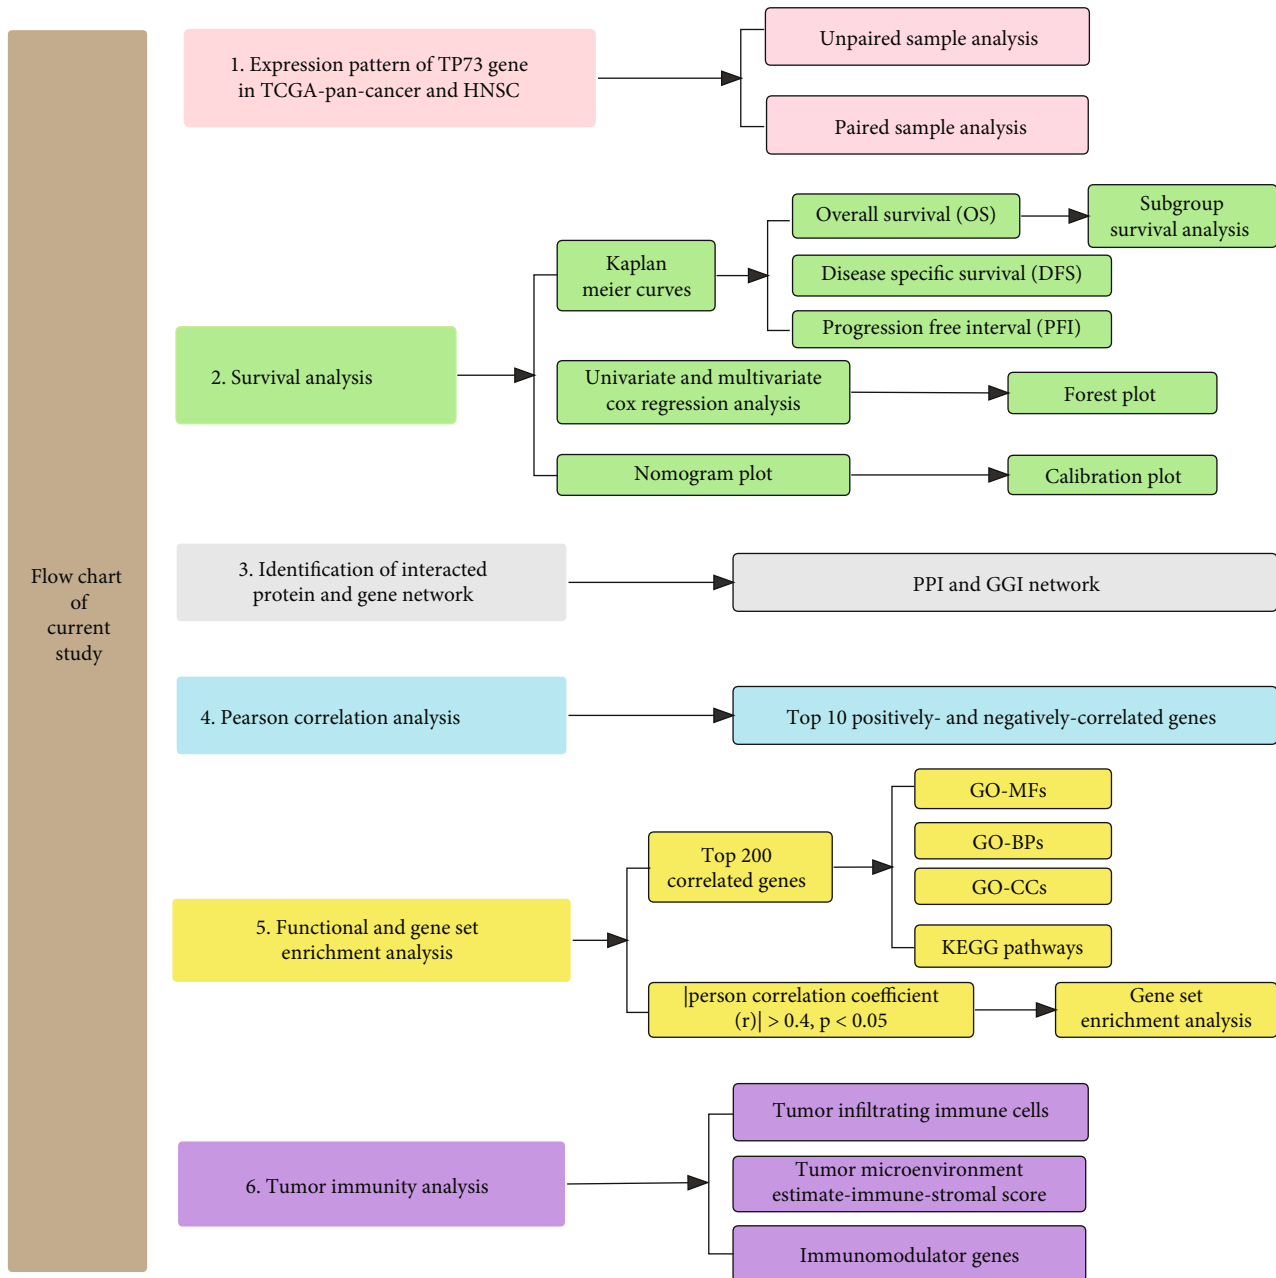 Flow chart
of
current
study
1. Expression pattern of TP73 gene
in TCGA-pan-cancer and HNSC
Unpaired sample analysis
Paired sample analysis
2. Survival analysis
Kaplan
meier curves
Overall survival (OS)
Subgroup
survival analysis
Disease specific survival (DFS)
Progression free interval (PFI)
Univariate and multivariate
cox regression analysis
Forest plot
Nomogram plot
Calibration plot
3. Identification of interacted
protein and gene network
PPI and GGI network
4. Pearson correlation analysis
Top 10 positively- and negatively-correlated genes
5. Functional and gene set
enrichment analysis
Top 200
correlated genes
GO-MFs
GO-BPs
GO-CCs
KEGG pathways
|person correlation coefficient
(r)| > 0.4, p < 0.05
Gene set
enrichment analysis
6. Tumor immunity analysis
Tumor infiltrating immune cells
Tumor microenvironment
estimate-immune-stromal score
Immunomodulator genes